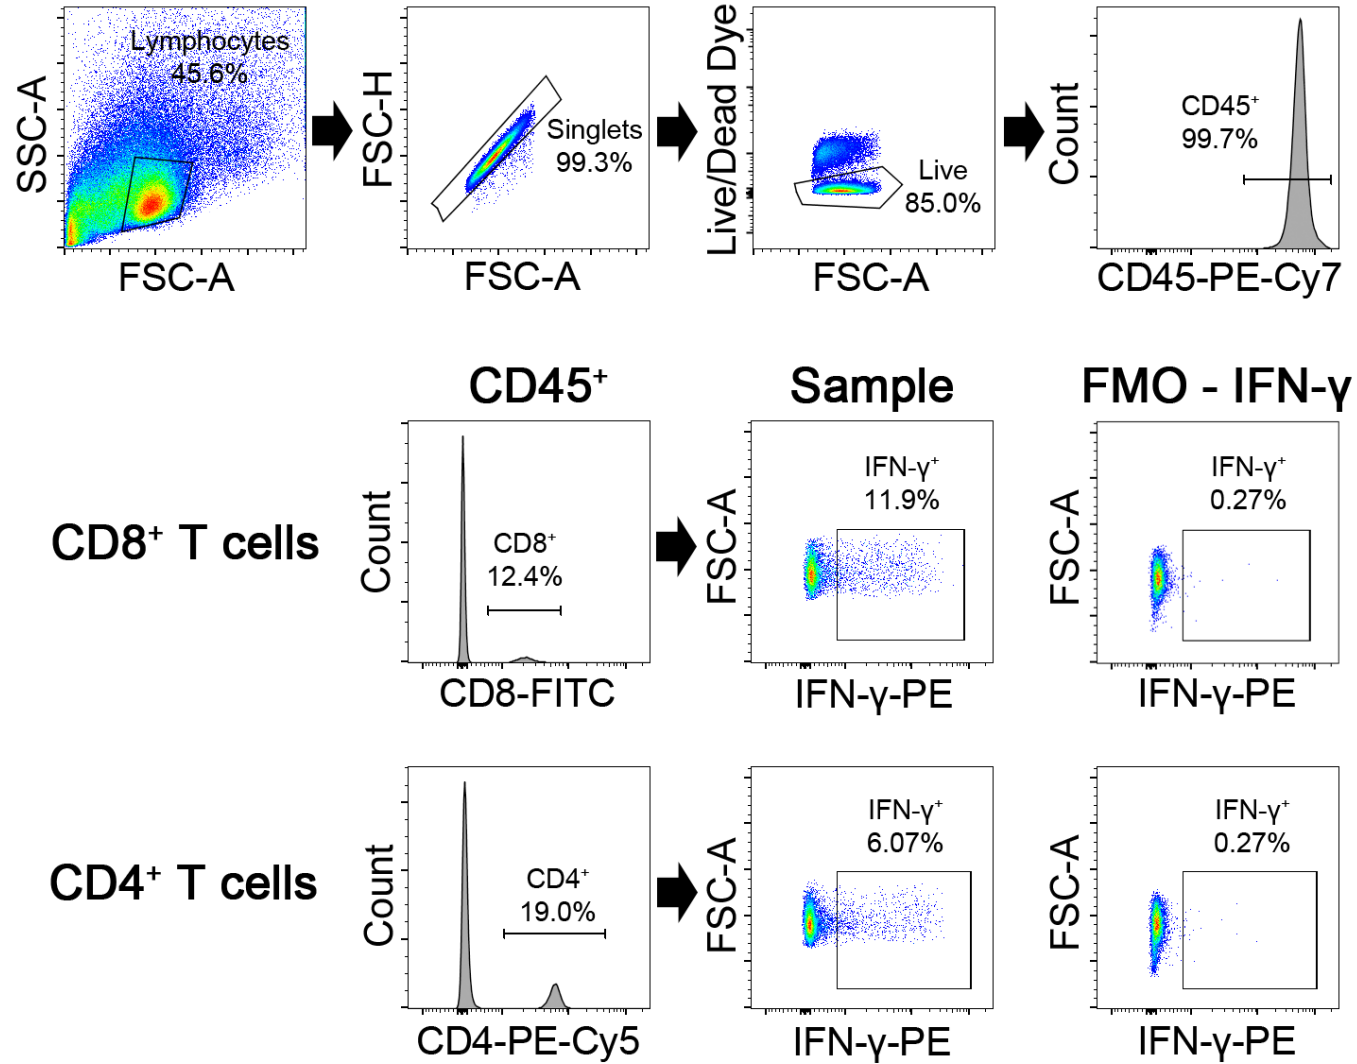 Lymphocytes
45.6%
SSC-A
FSC-A
Singlets
99.3%
FSC-H
FSC-A
Live
85.0%
Live/Dead Dye
FSC-A
CD45⁺
99.7%
Count
CD45-PE-Cy7
CD45⁺
Sample
FMO - IFN-γ
CD8⁺ T cells
CD8⁺
12.4%
Count
CD8-FITC
IFN-γ⁺
11.9%
FSC-A
IFN-γ-PE
IFN-γ⁺
0.27%
FSC-A
IFN-γ-PE
CD4⁺ T cells
CD4⁺
19.0%
Count
CD4-PE-Cy5
IFN-γ⁺
6.07%
FSC-A
IFN-γ-PE
IFN-γ⁺
0.27%
FSC-A
IFN-γ-PE